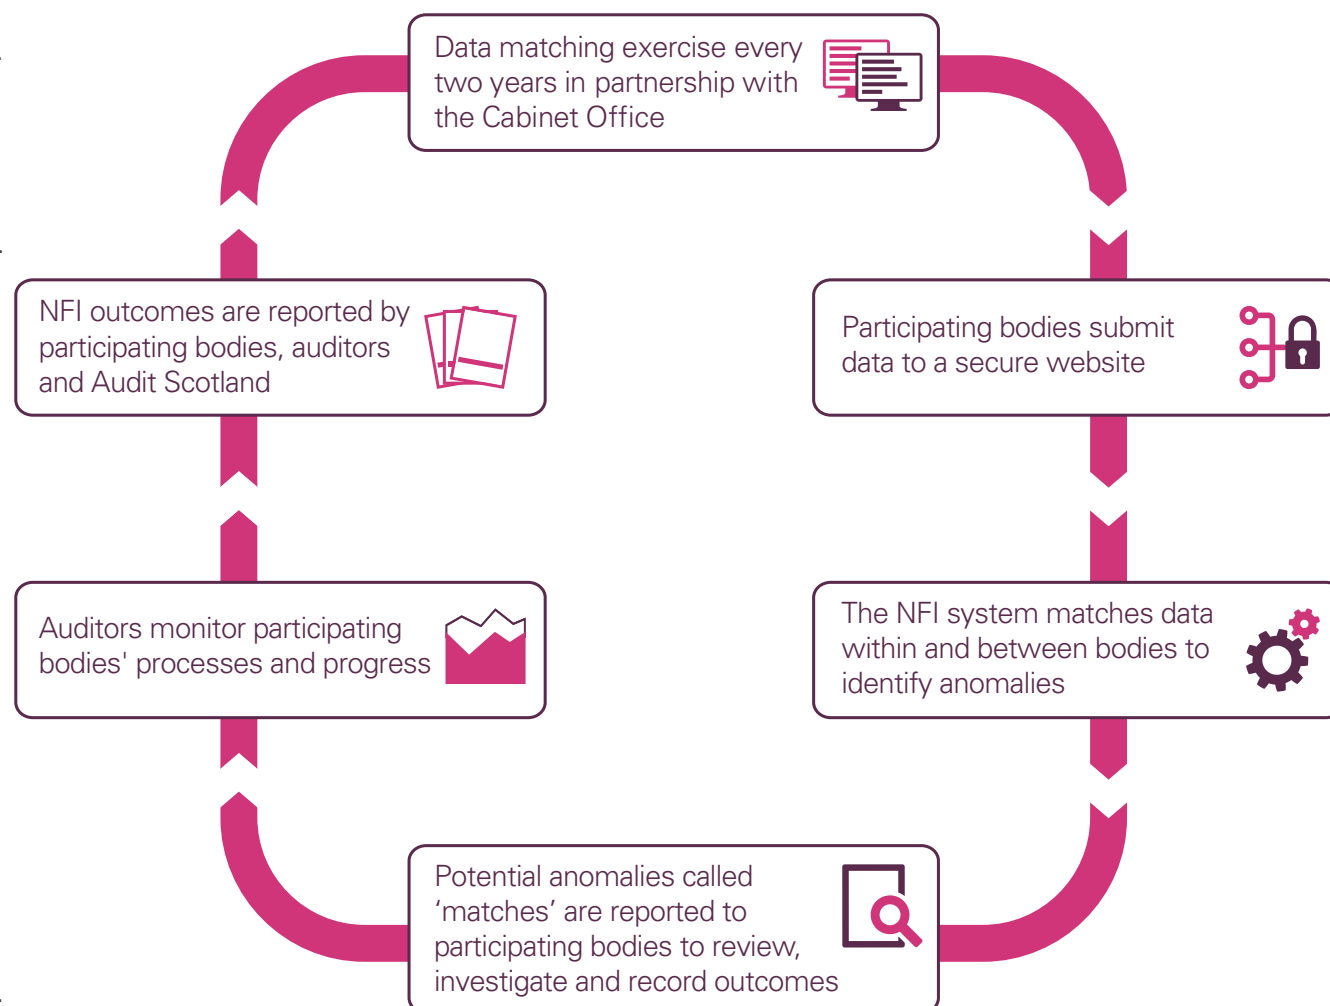 Data matching exercise every
two years in partnership with
the Cabinet Office
Participating bodies submit
data to a secure website
The NFI system matches data
within and between bodies to
identify anomalies
Potential anomalies called
‘matches’ are reported to
participating bodies to review,
investigate and record outcomes
Auditors monitor participating
bodies' processes and progress
NFI outcomes are reported by
participating bodies, auditors
and Audit Scotland